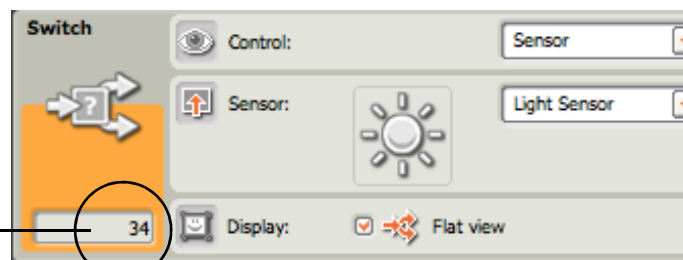 Switch
Control:
Sensor
Sensor:
Light Sensor
?
34
Display:
Flat view